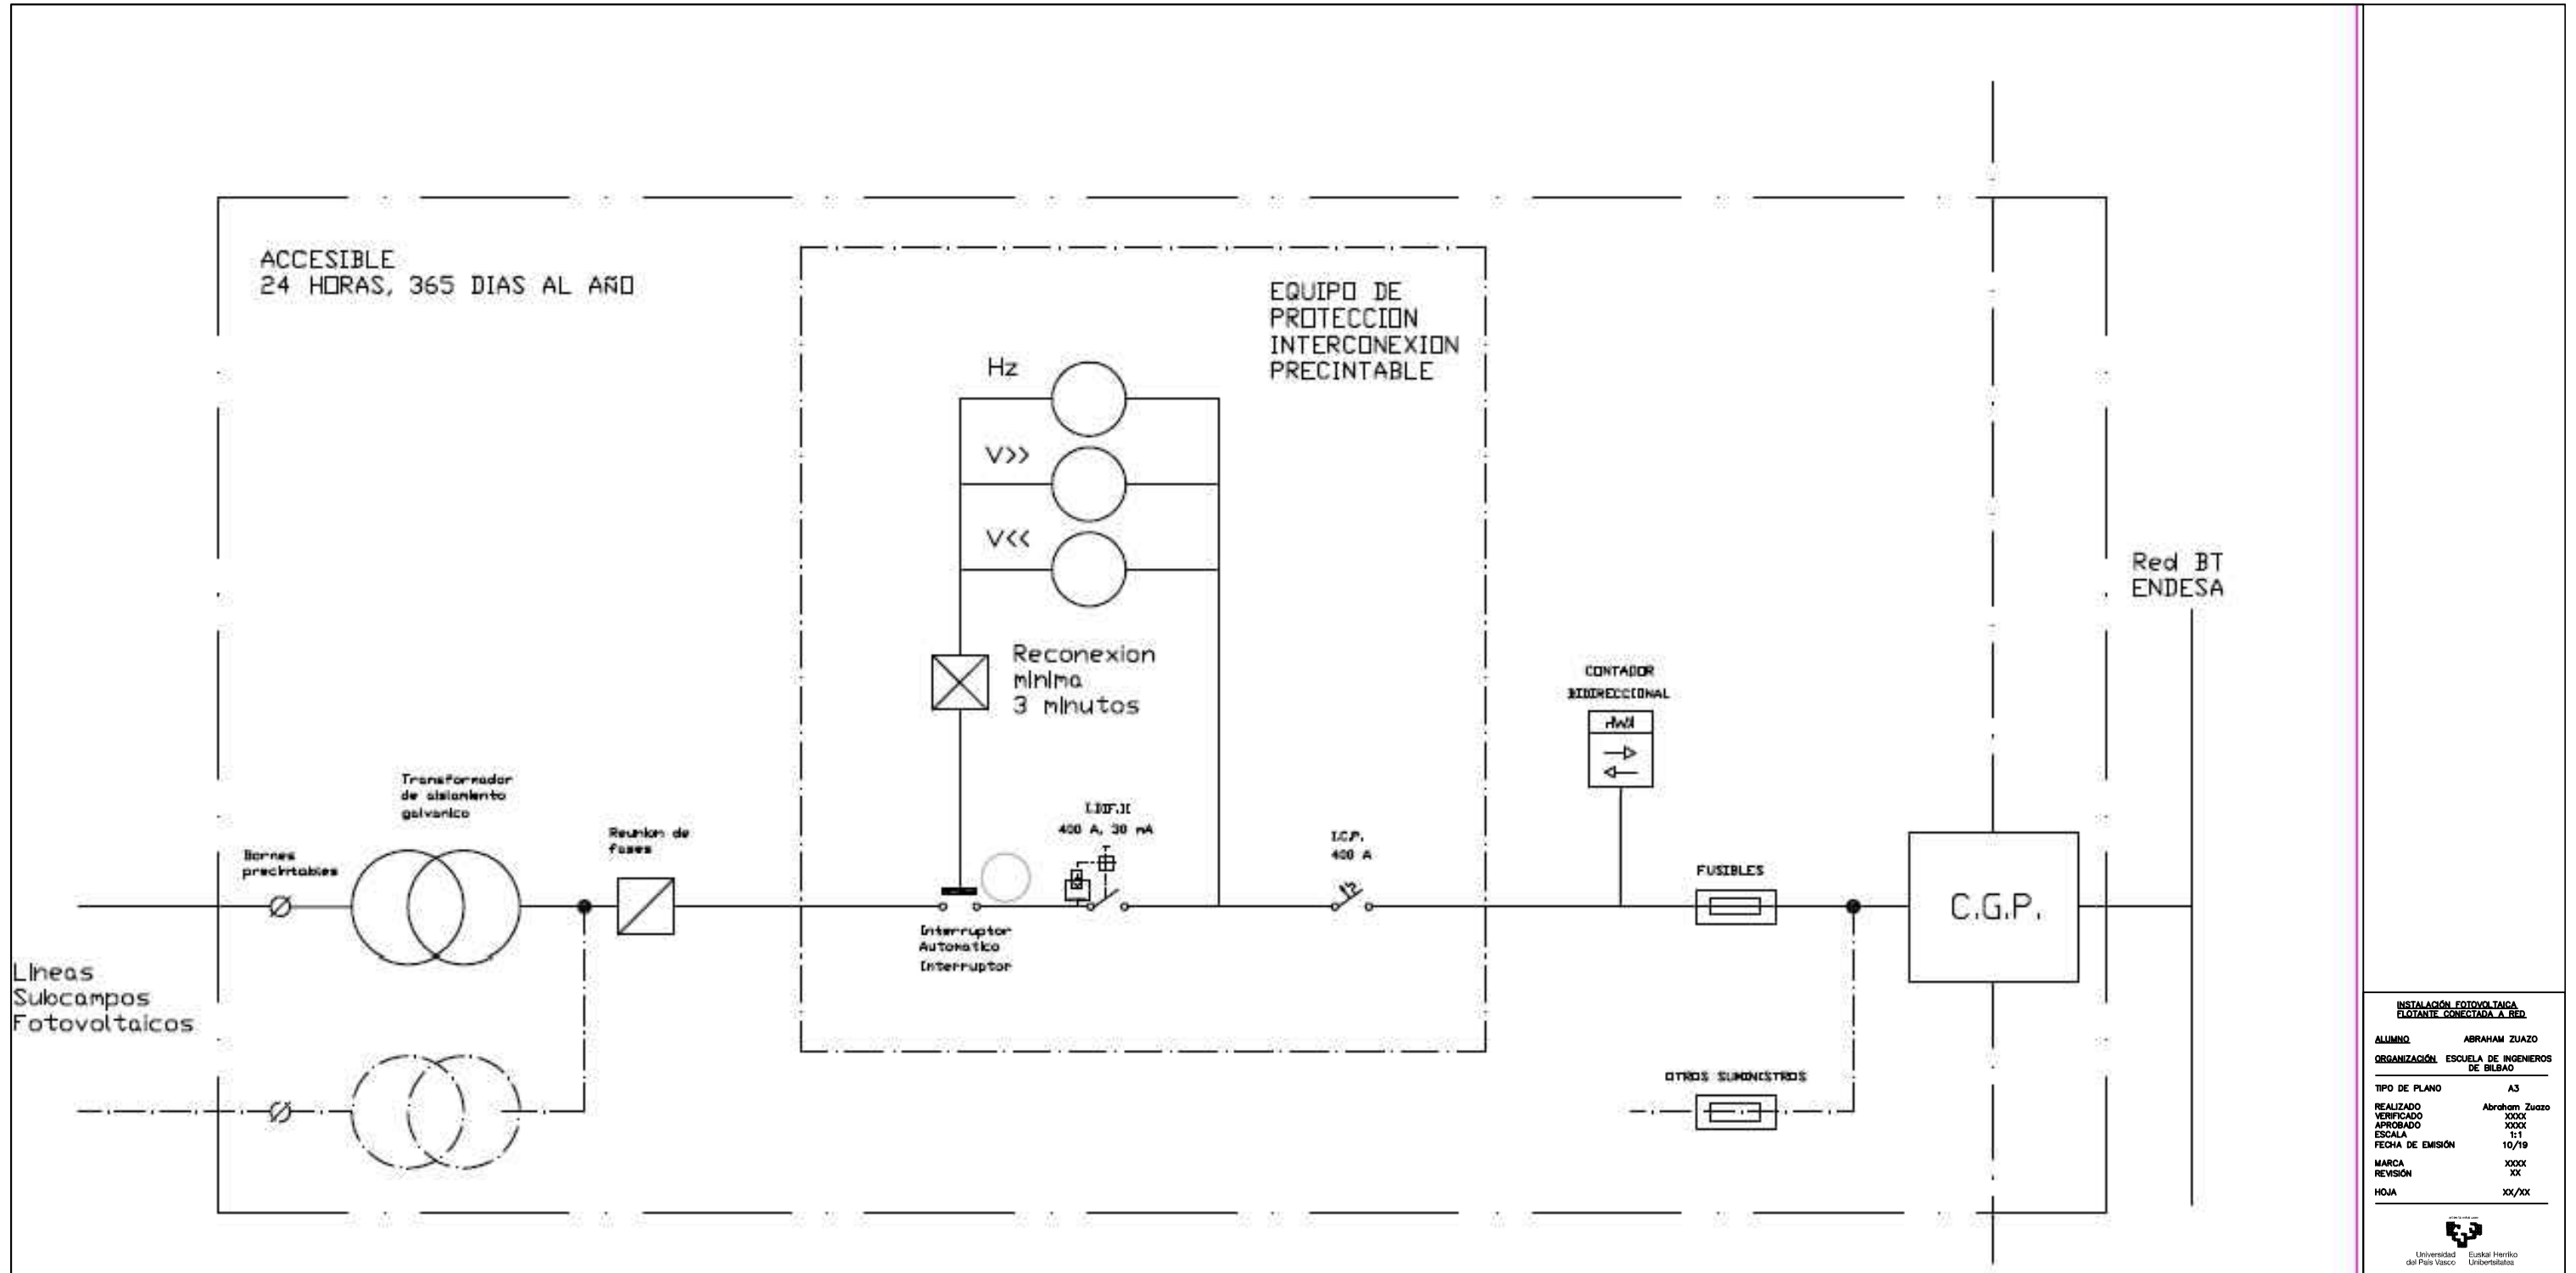 ACCESIBLE
24 HORAS, 365 DIAS AL AÑO
EQUIPO DE
PROTECCION
INTERCONEXION
PRECINTABLE
Hz
V>>
V<<
Reconexion
minima
3 minutos
Red BT
ENDESA
CONTADOR
BIDIRECCIONAL
Transformador
de aislamiento
galvanico
Reunion de
fases
Bornes
precintables
400 A, 30 mA
I.C.P.
400 A
FUSIBLES
C.G.P.
Interruptor
Automatico
Interruptor
Lineas
Subcampos
Fotovoltaicos
OTROS SUMINISTROS
INSTALACIÓN FOTOVOLTAICA
FLOTANTE CONECTADA A RED
ALUMNO ABRAHAM ZUAZO
ORGANIZACIÓN ESCUELA DE INGENIEROS
DE BILBAO
TIPO DE PLANO A3
REALIZADO Abraham Zuazo
VERIFICADO XXXX
APROBADO XXXX
ESCALA 1:1
FECHA DE EMISIÓN 10/19
MARCA XXXX
REVISIÓN XX
HOJA XX/XX
Universidad Euskal Herriko
del País Vasco Unibertsitatea